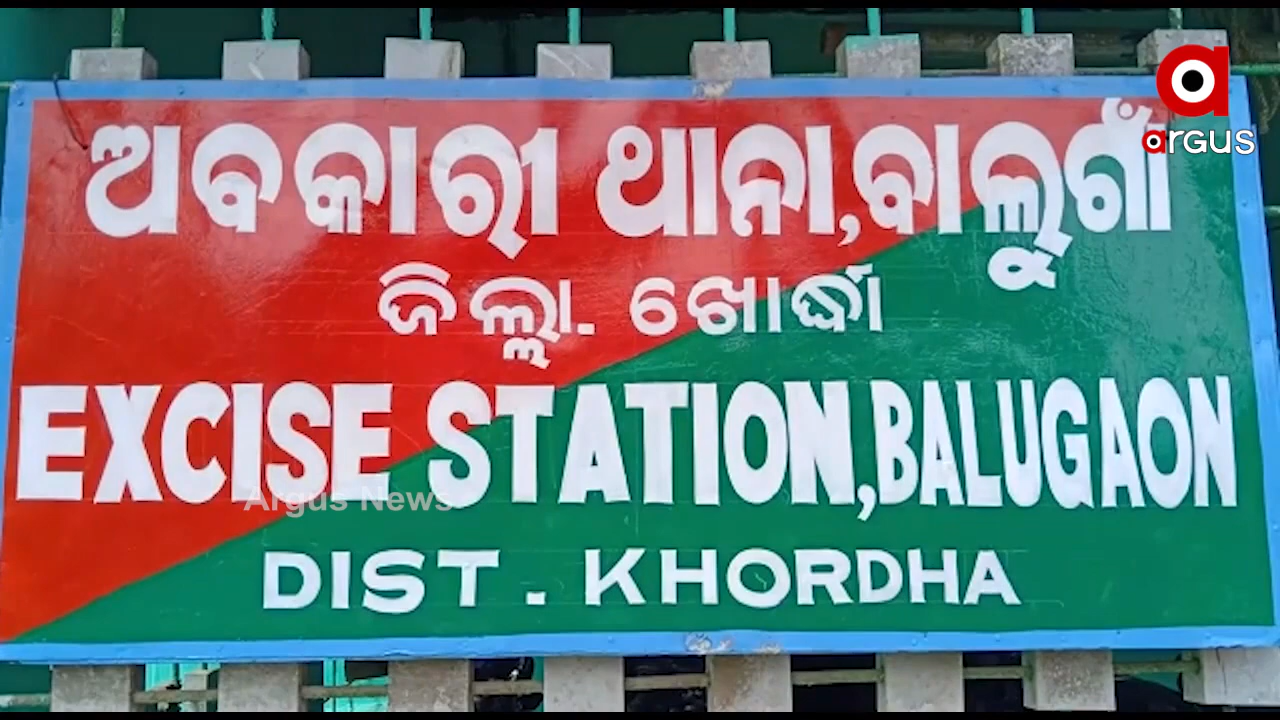 ଅବକାରୀ ଥାନା,ବାଲୁଗାଁ
ଜିଲ୍ଲା. ଖୋର୍ଦ୍ଧା
EXCISE STATION,BALUGAON
DIST. KHORDHA
argus
Argus News